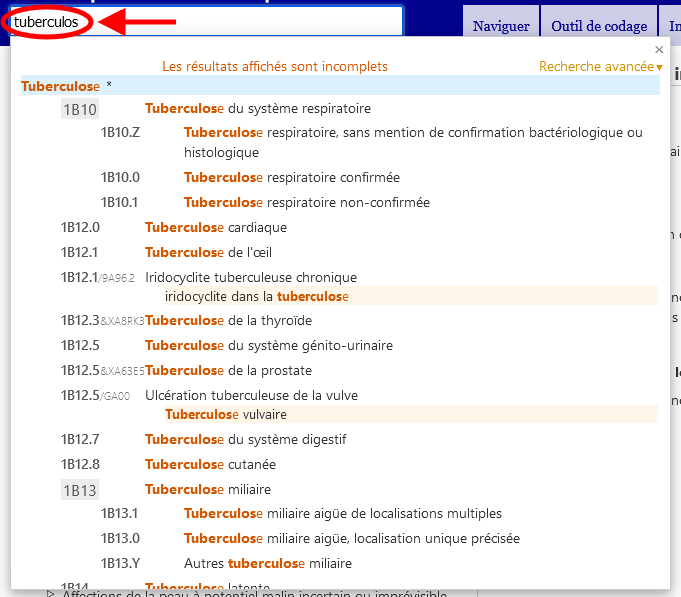 tuberculos
Naviguer
Outil de codage
Les résultats affichés sont incomplets
Recherche avancée
Tuberculose *
1B10 Tuberculose du système respiratoire
1B10.Z Tuberculose respiratoire, sans mention de confirmation bactériologique ou
histologique
1B10.0 Tuberculose respiratoire confirmée
1B10.1 Tuberculose respiratoire non-confirmée
1B12.0 Tuberculose cardiaque
1B12.1 Tuberculose de l'œil
1B12.1/9A96.2 Iridocyclite tuberculeuse chronique
iridocyclite dans la tuberculose
1B12.3&XA8RK3 Tuberculose de la thyroïde
1B12.5 Tuberculose du système génito-urinaire
1B12.5&XA63E5 Tuberculose de la prostate
1B12.5/GA00 Ulcération tuberculeuse de la vulve
Tuberculose vulvaire
1B12.7 Tuberculose du système digestif
1B12.8 Tuberculose cutanée
1B13 Tuberculose miliaire
1B13.1 Tuberculose miliaire aigüe de localisations multiples
1B13.0 Tuberculose miliaire aigüe, localisation unique précisée
1B13.Y Autres tuberculose miliaire
1B14 Tuberculose latente
Affections de la peau à potentiel malin incertain ou imprévisible